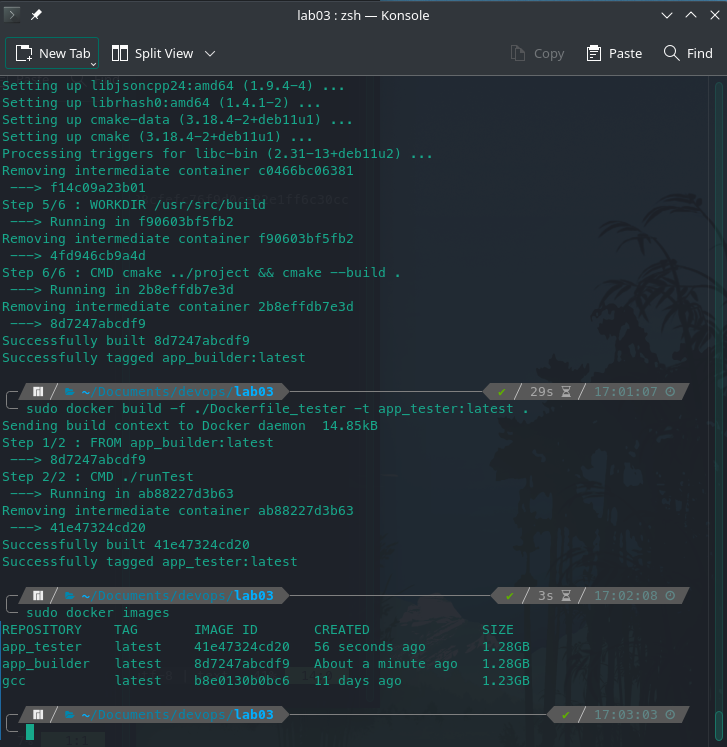 lab03 : zsh — Konsole
New Tab Split View Copy Paste Find
Setting up libjsoncpp24:amd64 (1.9.4-4) ...
Setting up librhash0:amd64 (1.4.1-2) ...
Setting up cmake-data (3.18.4-2+deb11u1) ...
Setting up cmake (3.18.4-2+deb11u1) ...
Processing triggers for libc-bin (2.31-13+deb11u2) ...
Removing intermediate container c0466bc06381
---> f14c09a23b01
Step 5/6 : WORKDIR /usr/src/build
---> Running in f90603bf5fb2
Removing intermediate container f90603bf5fb2
---> 4fd946cb9a4d
Step 6/6 : CMD cmake ../project && cmake --build .
---> Running in 2b8effdb7e3d
Removing intermediate container 2b8effdb7e3d
---> 8d7247abcdf9
Successfully built 8d7247abcdf9
Successfully tagged app_builder:latest
~/Documents/devops/lab03 ✔ 29s 17:01:07
sudo docker build -f ./Dockerfile_tester -t app_tester:latest .
Sending build context to Docker daemon  14.85kB
Step 1/2 : FROM app_builder:latest
---> 8d7247abcdf9
Step 2/2 : CMD ./runTest
---> Running in ab88227d3b63
Removing intermediate container ab88227d3b63
---> 41e47324cd20
Successfully built 41e47324cd20
Successfully tagged app_tester:latest
~/Documents/devops/lab03 ✔ 3s 17:02:08
sudo docker images
REPOSITORY    TAG       IMAGE ID       CREATED              SIZE
app_tester    latest    41e47324cd20   56 seconds ago       1.28GB
app_builder   latest    8d7247abcdf9   About a minute ago   1.28GB
gcc           latest    b8e0130b0bc6   11 days ago          1.23GB
~/Documents/devops/lab03 ✔ 17:03:03